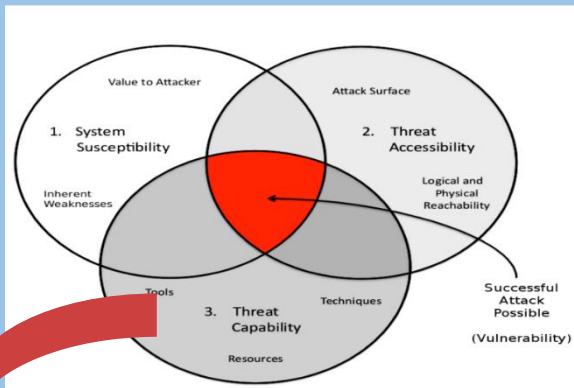 Value to Attacker
Attack Surface
1. System
Susceptibility
2. Threat
Accessibility
Inherent
Weaknesses
Logical and
Physical
Reachability
Tools
Techniques
3. Threat
Capability
Resources
Successful
Attack
Possible
(Vulnerability)